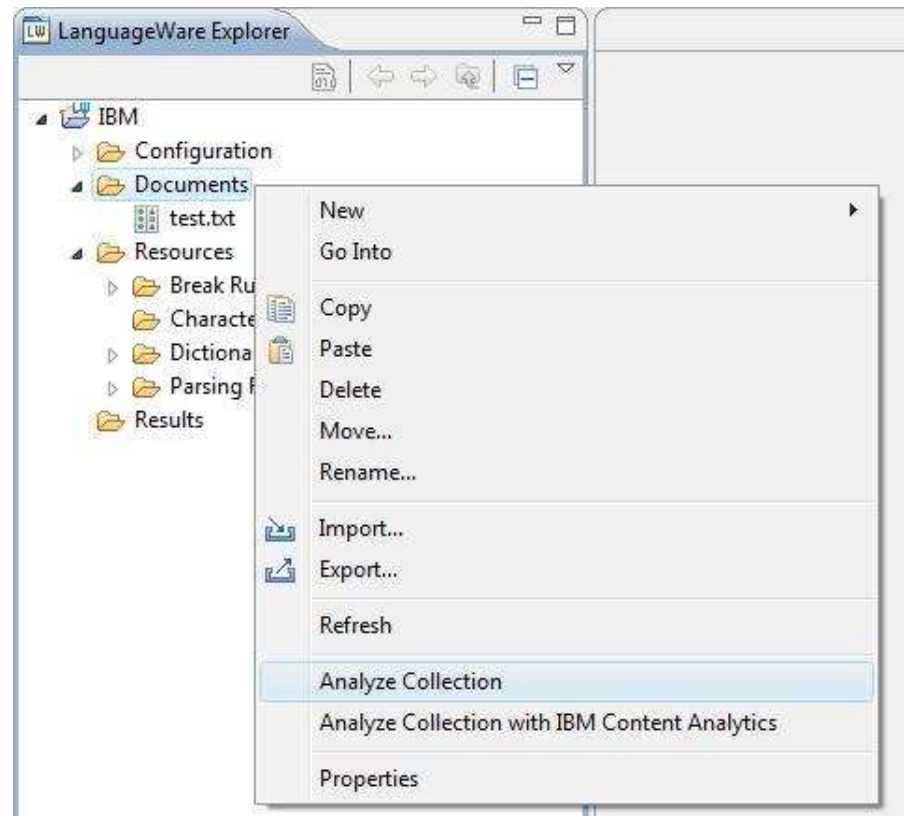 LW LanguageWare Explorer
IBM
Configuration
Documents
test.txt
Resources
Break Ru
Characte
Dictiona
Parsing
Results
New
Go Into
Copy
Paste
Delete
Move...
Rename...
Import...
Export...
Refresh
Analyze Collection
Analyze Collection with IBM Content Analytics
Properties